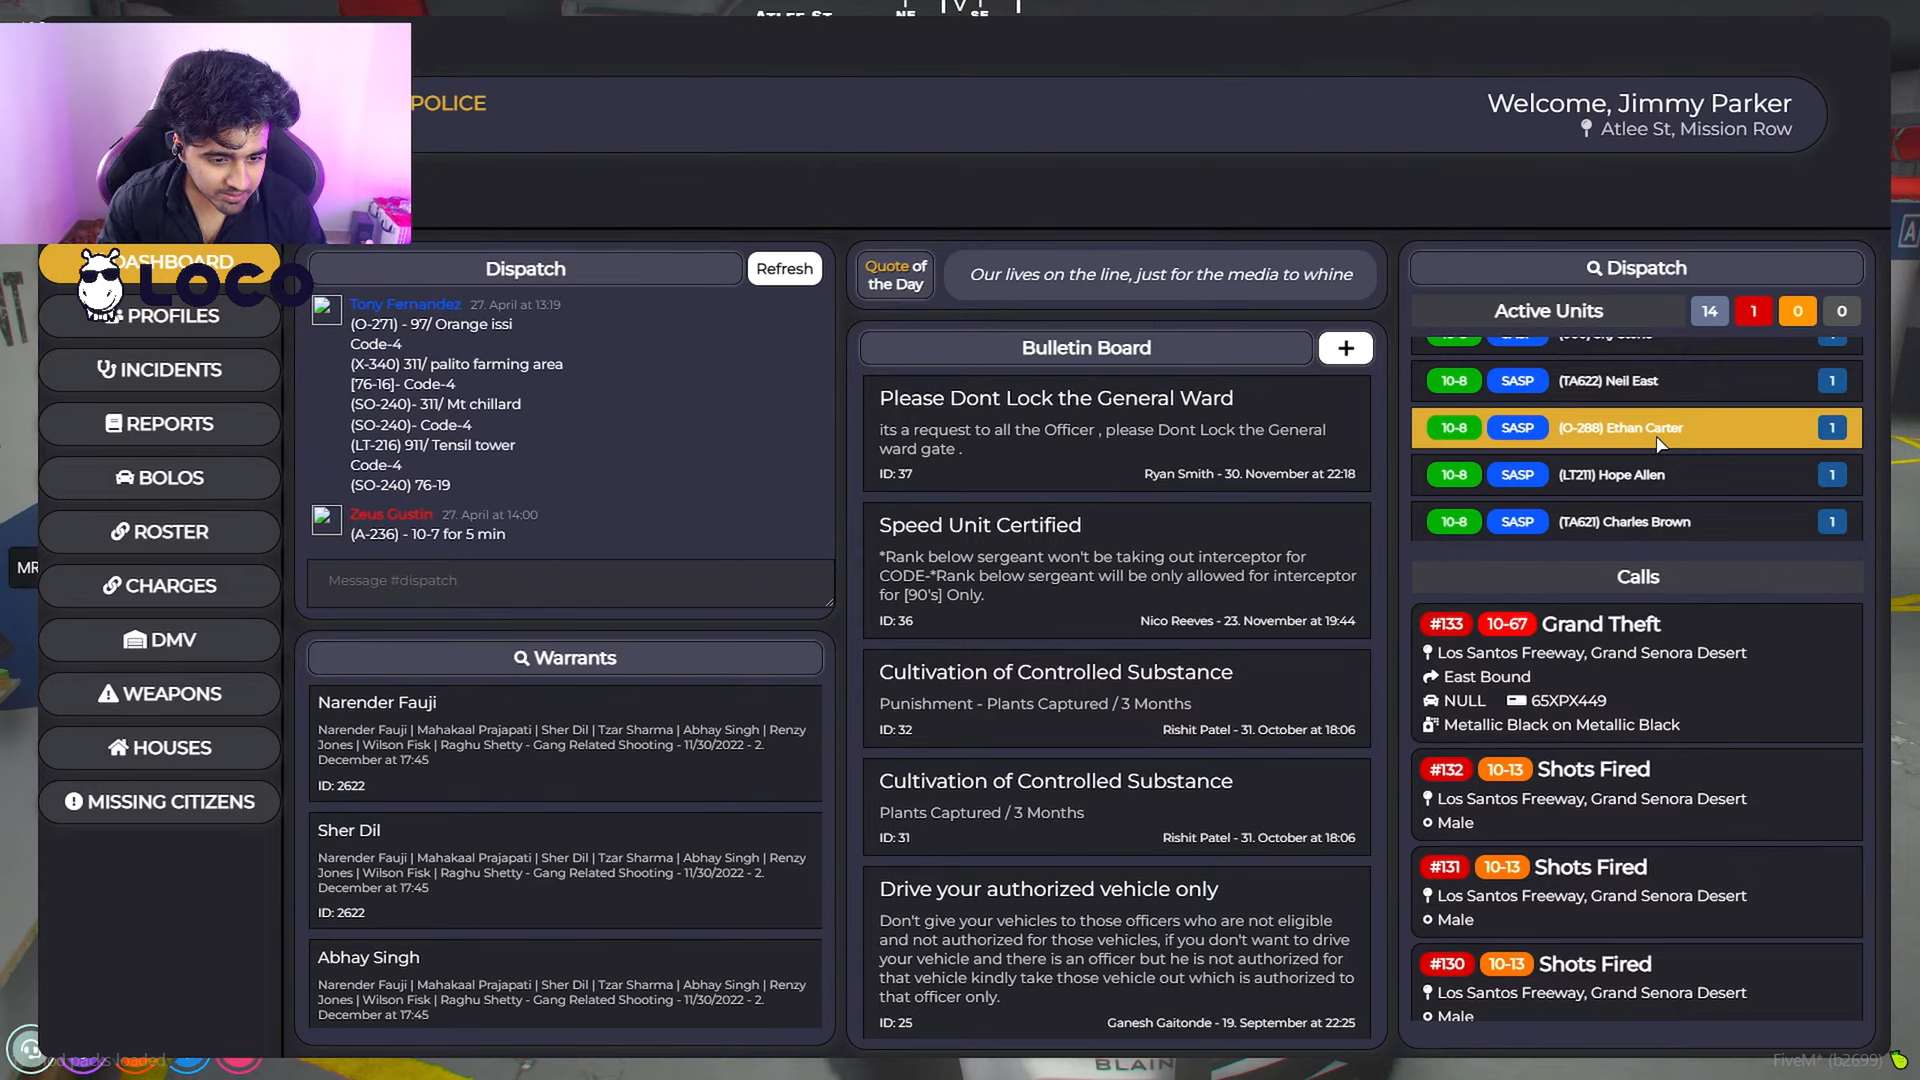 ATLEE ST NE SE
POLICE
Welcome, Jimmy Parker
Atlee St, Mission Row
DASHBOARD
LOCO
PROFILES
INCIDENTS
REPORTS
BOLOS
ROSTER
CHARGES
DMV
WEAPONS
HOUSES
MISSING CITIZENS
Dispatch
Refresh
Tony Fernandez 27. April at 13:19
(O-271) - 97/ Orange issi
Code-4
(X-340) 311/ palito farming area
[76-16]- Code-4
(SO-240)- 311/ Mt chillard
(SO-240)- Code-4
(LT-216) 911/ Tensil tower
Code-4
(SO-240) 76-19
Zeus Gustin 27. April at 14:00
(A-236) - 10-7 for 5 min
Message #dispatch
Warrants
Narender Fauji
Narender Fauji | Mahakaal Prajapati | Sher Dil | Tzar Sharma | Abhay Singh | Renzy
Jones | Wilson Fisk | Raghu Shetty - Gang Related Shooting - 11/30/2022 - 2.
December at 17:45
ID: 2622
Sher Dil
Narender Fauji | Mahakaal Prajapati | Sher Dil | Tzar Sharma | Abhay Singh | Renzy
Jones | Wilson Fisk | Raghu Shetty - Gang Related Shooting - 11/30/2022 - 2.
December at 17:45
ID: 2622
Abhay Singh
Narender Fauji | Mahakaal Prajapati | Sher Dil | Tzar Sharma | Abhay Singh | Renzy
Jones | Wilson Fisk | Raghu Shetty - Gang Related Shooting - 11/30/2022 - 2.
December at 17:45
Quote of
the Day
Our lives on the line, just for the media to whine
Bulletin Board
+
Please Dont Lock the General Ward
its a request to all the Officer , please Dont Lock the General
ward gate .
ID: 37 Ryan Smith - 30. November at 22:18
Speed Unit Certified
*Rank below sergeant won't be taking out interceptor for
CODE-*Rank below sergeant will be only allowed for interceptor
for [90's] Only.
ID: 36 Nico Reeves - 23. November at 19:44
Cultivation of Controlled Substance
Punishment - Plants Captured / 3 Months
ID: 32 Rishit Patel - 31. October at 18:06
Cultivation of Controlled Substance
Plants Captured / 3 Months
ID: 31 Rishit Patel - 31. October at 18:06
Drive your authorized vehicle only
Don't give your vehicles to those officers who are not eligible
and not authorized for those vehicles, if you don't want to drive
your vehicle and there is an officer but he is not authorized for
that vehicle kindly take those vehicle out which is authorized to
that officer only.
ID: 25 Ganesh Gaitonde - 19. September at 22:25
Dispatch
Active Units 14 1 0 0
10-8 SASP (TA622) Neil East 1
10-8 SASP (O-288) Ethan Carter 1
10-8 SASP (LT211) Hope Allen 1
10-8 SASP (TA621) Charles Brown 1
Calls
#133 10-67 Grand Theft
Los Santos Freeway, Grand Senora Desert
East Bound
NULL 65XPX449
Metallic Black on Metallic Black
#132 10-13 Shots Fired
Los Santos Freeway, Grand Senora Desert
Male
#131 10-13 Shots Fired
Los Santos Freeway, Grand Senora Desert
Male
#130 10-13 Shots Fired
Los Santos Freeway, Grand Senora Desert
Male
MR
packs loaded
BLAIN
FiveM* (b2699)